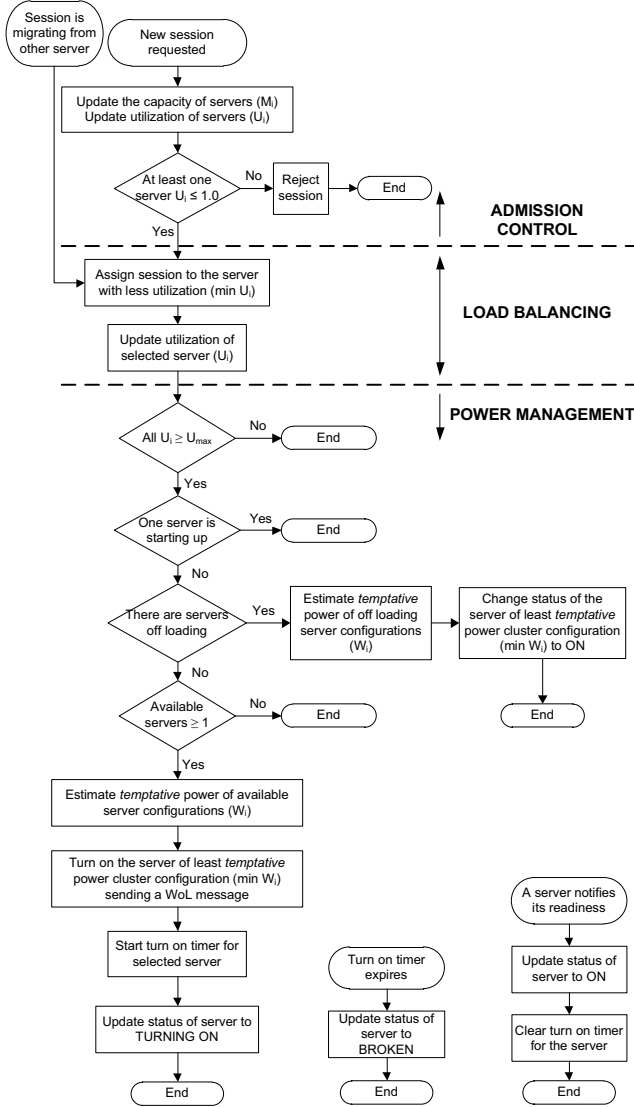 Session is
migrating from
other server
New session
requested
Update the capacity of servers (Mi)
Update utilization of servers (Ui)
At least one
server Ui ≤ 1.0
No
Reject
session
End
Yes
ADMISSION
CONTROL
Assign session to the server
with less utilization (min Ui)
LOAD BALANCING
Update utilization of
selected server (Ui)
POWER MANAGEMENT
All Ui ≥ Umax
No
End
Yes
One server is
starting up
Yes
End
No
There are servers
off loading
Yes
Estimate temptative
power of off loading
server configurations
(Wi)
Change status of the
server of least temptative
power cluster configuration
(min Wi) to ON
End
No
Available
servers ≥ 1
No
End
Yes
Estimate temptative power of available
server configurations (Wi)
Turn on the server of least temptative
power cluster configuration (min Wi)
sending a WoL message
Start turn on timer for
selected server
Update status of server to
TURNING ON
End
Turn on timer
expires
Update status of
server to
BROKEN
End
A server notifies
its readiness
Update status of
server to ON
Clear turn on timer
for the server
End